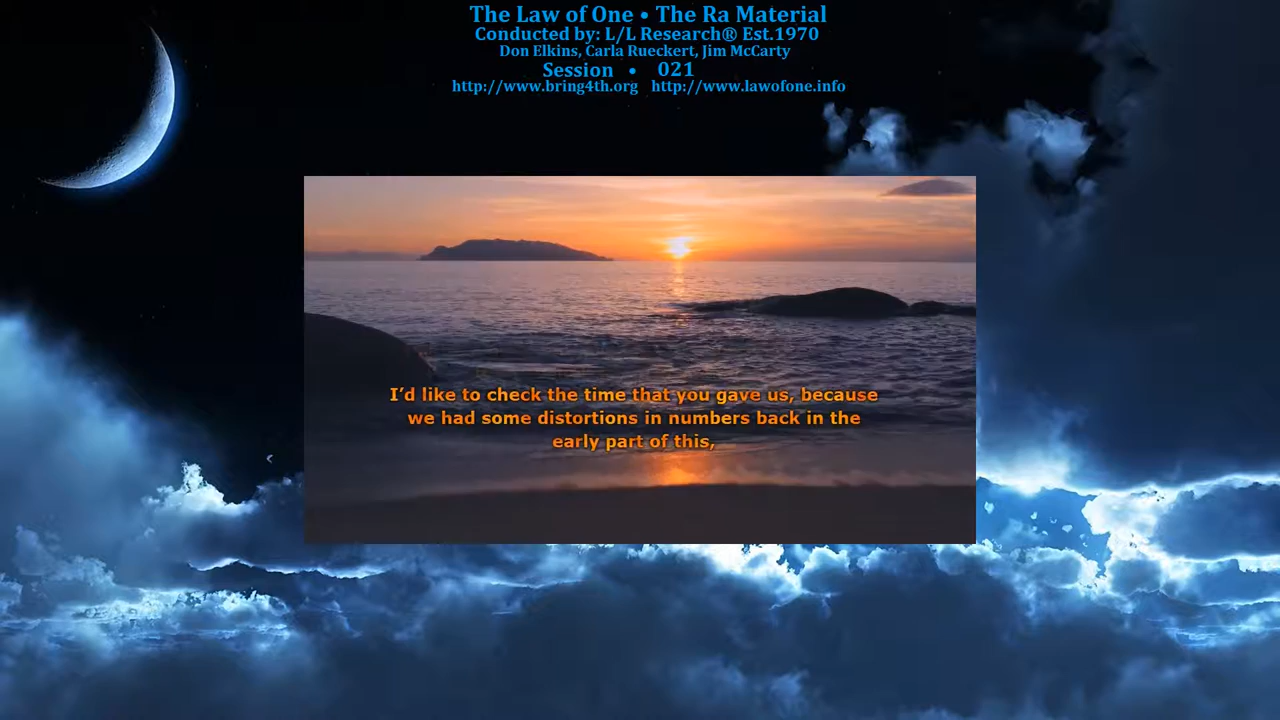 The Law of One • The Ra Material
Conducted by: L/L Research® Est.1970
Don Elkins, Carla Rueckert, Jim McCarty
Session • 021
http://www.bring4th.org http://www.lawofone.info
I’d like to check the time that you gave us, because
we had some distortions in numbers back in the
early part of this,